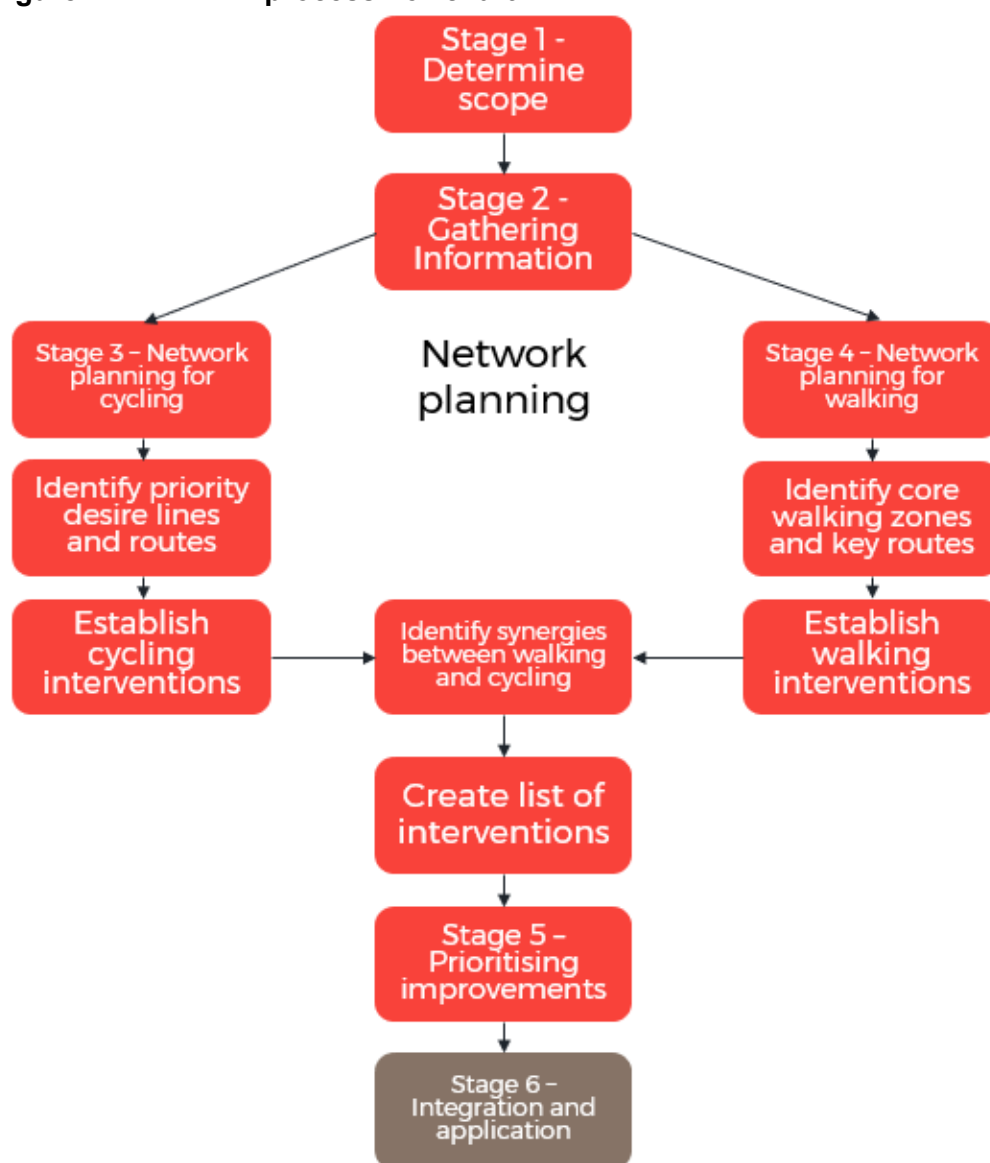 Stage 1 -
Determine
scope
Stage 2 -
Gathering
Information
Stage 3 – Network
planning for
cycling
Network
planning
Stage 4 – Network
planning for
walking
Identify priority
desire lines
and routes
Identify core
walking zones
and key routes
Establish
cycling
interventions
Identify synergies
between walking
and cycling
Establish
walking
interventions
Create list of
interventions
Stage 5 –
Prioritising
improvements
Stage 6 –
Integration and
application